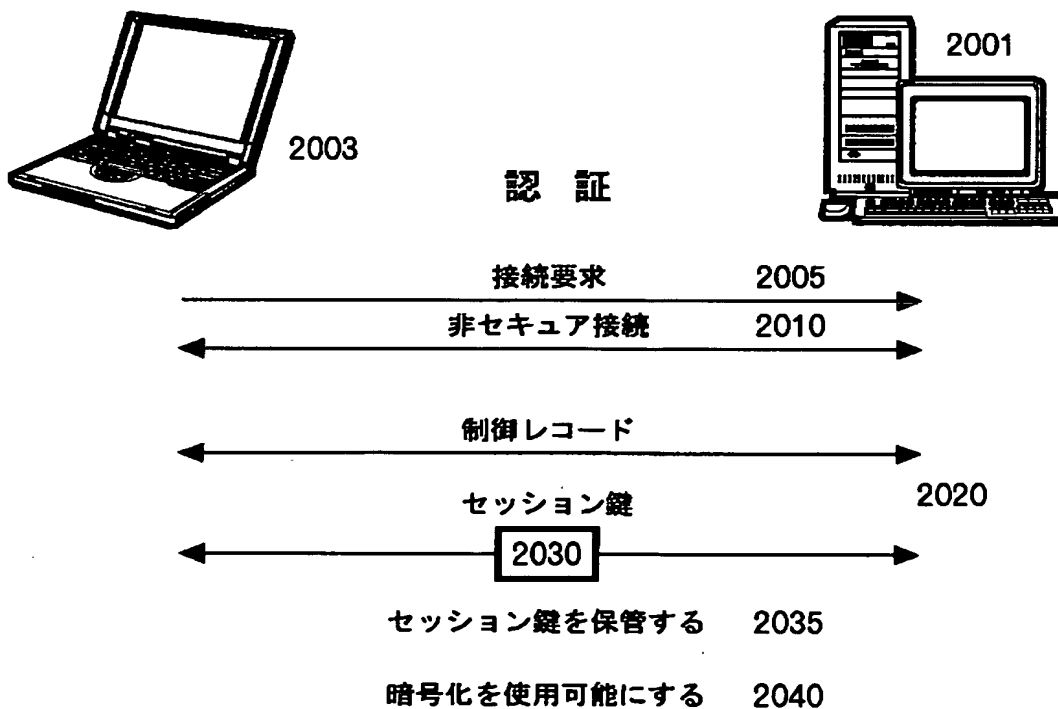 2001
2003
認証
接続要求 2005
非セキュア接続 2010
制御レコード
2020
セッション鍵
2030
セッション鍵を保管する 2035
暗号化を使用可能にする 2040